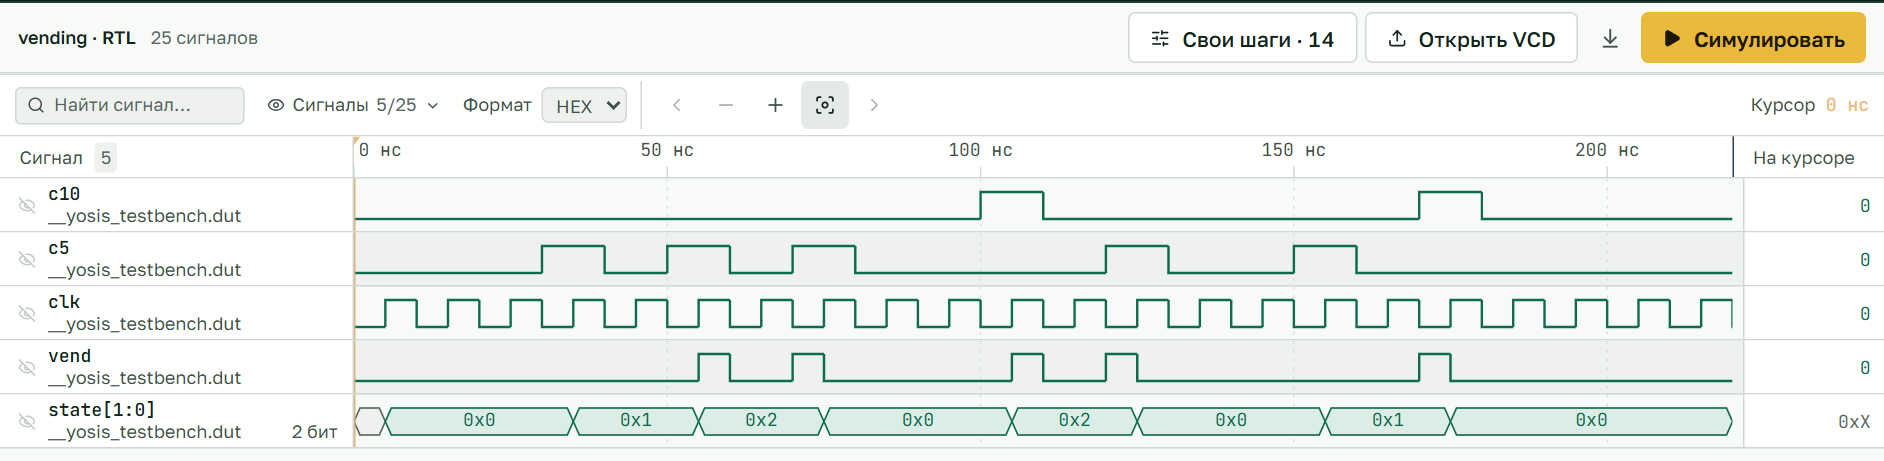 vending · RTL 25 сигналов Свои шаги · 14 Открыть VCD Симулировать
Найти сигнал... Сигналы 5/25 Формат HEX Курсор 0 нс
Сигнал 5 0 нс 50 нс 100 нс 150 нс 200 нс На курсоре
c10
__yosis_testbench.dut 0
c5
__yosis_testbench.dut 0
clk
__yosis_testbench.dut 0
vend
__yosis_testbench.dut 0
state[1:0] 0x0 0x1 0x2 0x0 0x2 0x0 0x1 0x0
__yosis_testbench.dut 2 бит 0xX